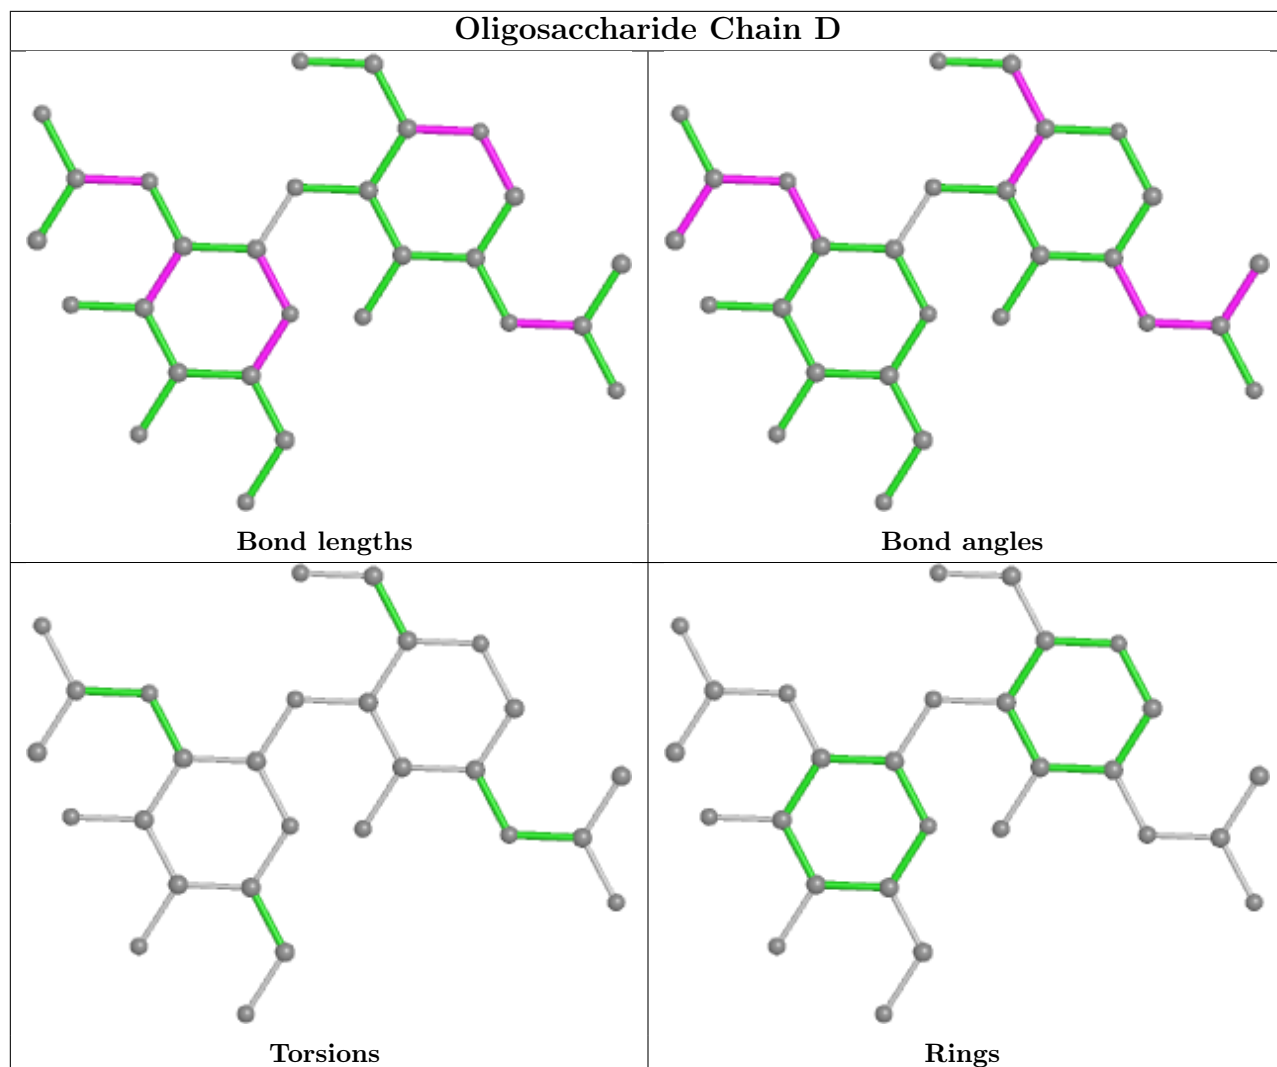 Oligosaccharide Chain D
Bond lengths
Bond angles
Torsions
Rings